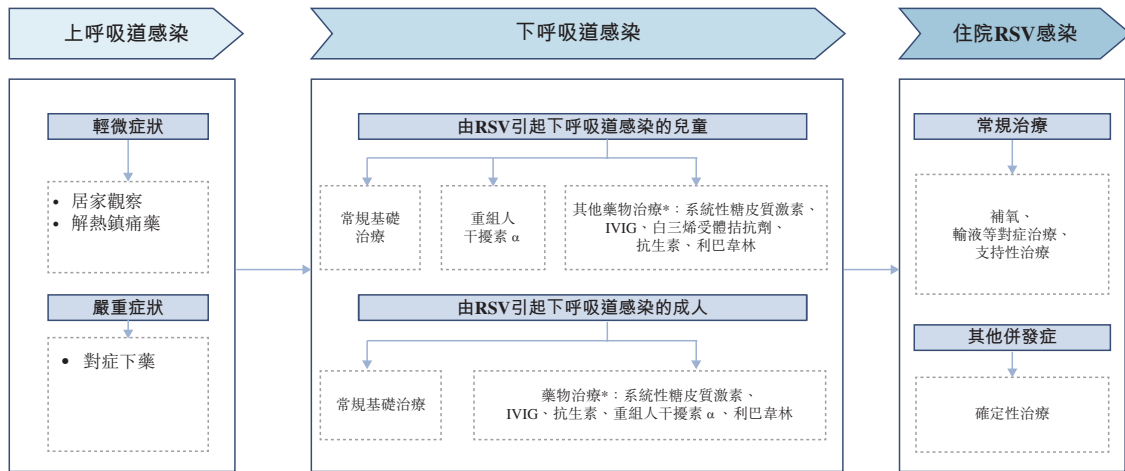 上呼吸道感染
下呼吸道感染
住院RSV感染
輕微症狀
• 居家觀察
• 解熱鎮痛藥
嚴重症狀
• 對症下藥
由RSV引起下呼吸道感染的兒童
常規基礎
治療
重組人
干擾素 α
其他藥物治療*：系統性糖皮質激素、
IVIG、白三烯受體拮抗劑、
抗生素、利巴韋林
由RSV引起下呼吸道感染的成人
常規基礎治療
藥物治療*：系統性糖皮質激素、
IVIG、抗生素、重組人干擾素 α 、利巴韋林
常規治療
補氧、
輸液等對症治療、
支持性治療
其他併發症
確定性治療